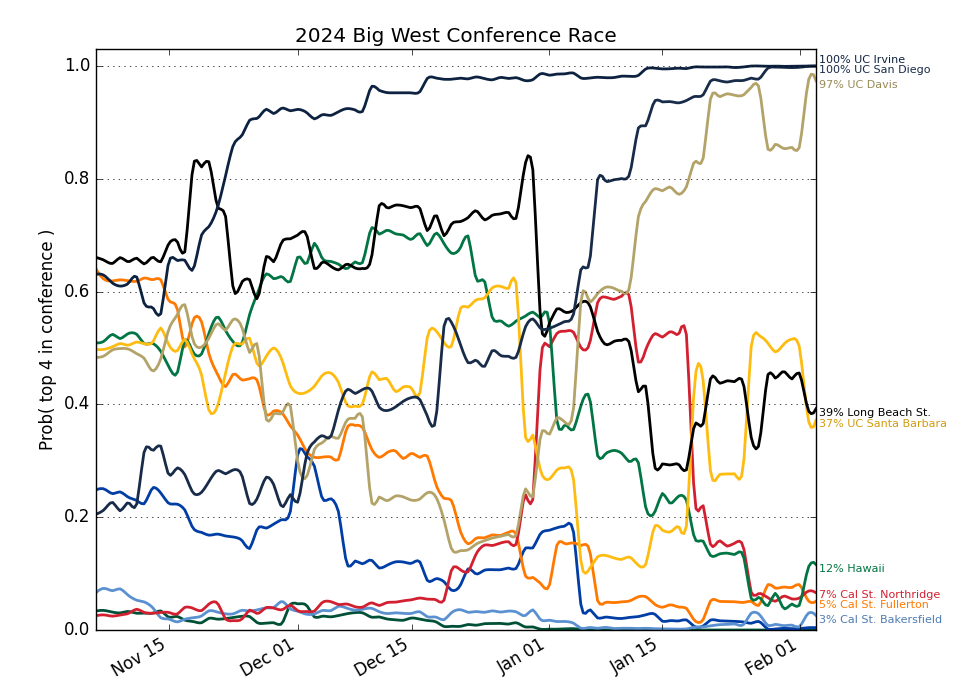 2024 Big West Conference Race
Prob( top 4 in conference )
1.0
0.8
0.6
0.4
0.2
0.0
Nov 15
Dec 01
Dec 15
Jan 01
Jan 15
Feb 01
100% UC Irvine
100% UC San Diego
97% UC Davis
39% Long Beach St.
37% UC Santa Barbara
12% Hawaii
7% Cal St. Northridge
5% Cal St. Fullerton
3% Cal St. Bakersfield